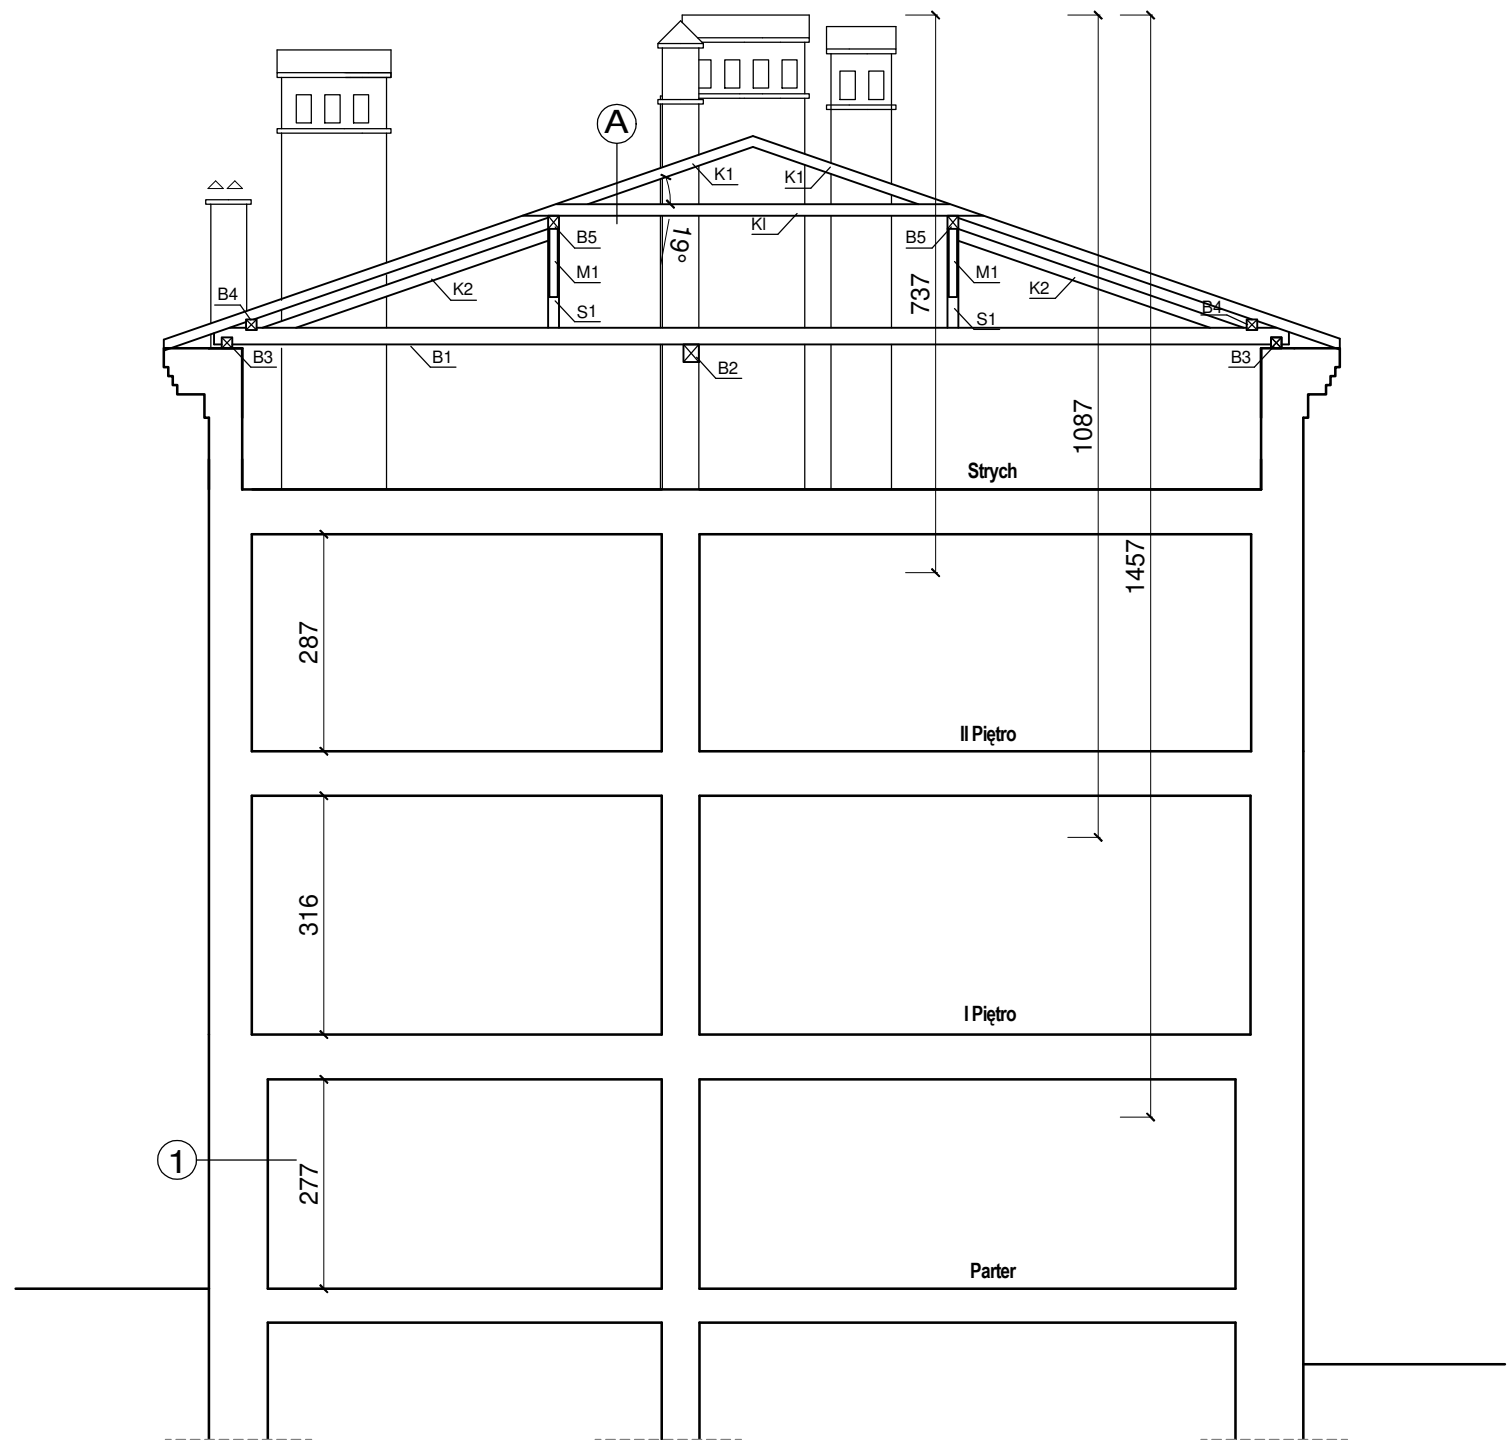 A
K1
K1
B5
Kl
B5
19°
M1
M1
K2
K2
737
B4
B4
S1
S1
B3
B1
B2
B3
1087
Strych
1457
287
II Piętro
316
I Piętro
1
277
Parter